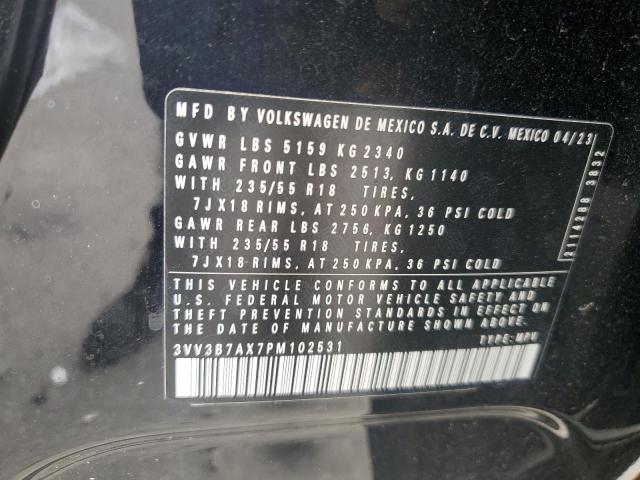 MFD BY VOLKSWAGEN DE MEXICO S.A. DE C.V. MEXICO 04/23
GVWR LBS 5159 KG 2340
GAWR FRONT LBS 2513, KG 1140
WITH 235/55 R18 TIRES,
7JX18 RIMS, AT 250 KPA, 36 PSI COLD
GAWR REAR LBS 2756, KG 1250
WITH 235/55 R18 TIRES,
7JX18 RIMS, AT 250 KPA, 36 PSI COLD
THIS VEHICLE CONFORMS TO ALL APPLICABLE
U.S. FEDERAL MOTOR VEHICLE SAFETY AND
THEFT PREVENTION STANDARDS IN EFFECT ON
THE DATE OF MANUFACTURE SHOWN ABOVE.
3VV3B7AX7PM102531 TYPE:MPV
2114208 3832